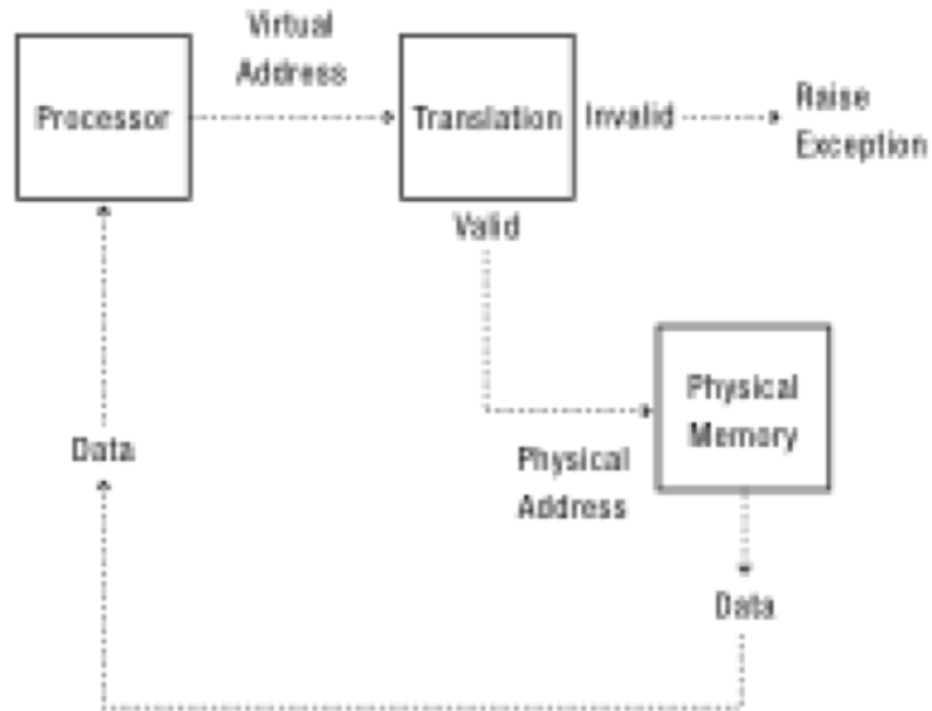 Virtual
Address
Processor
Translation
Invalid
Raise
Exception
Valid
Physical
Memory
Data
Physical
Address
Data